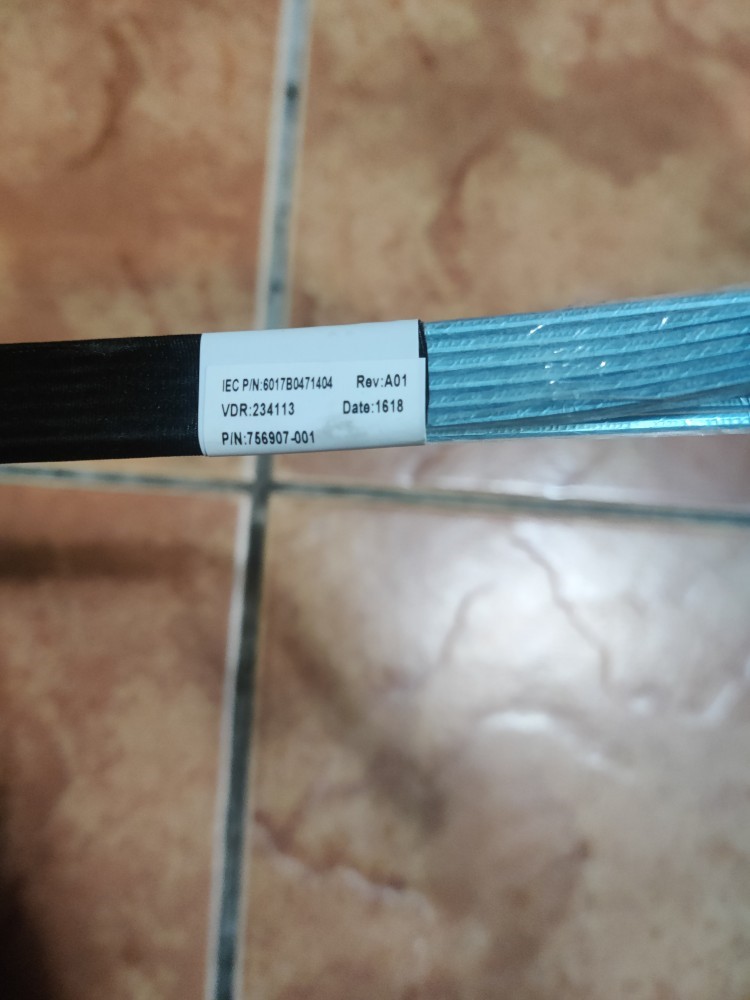 IEC P/N:6017B0471404 Rev:A01
VDR:234113 Date:1618
P/N:756907-001